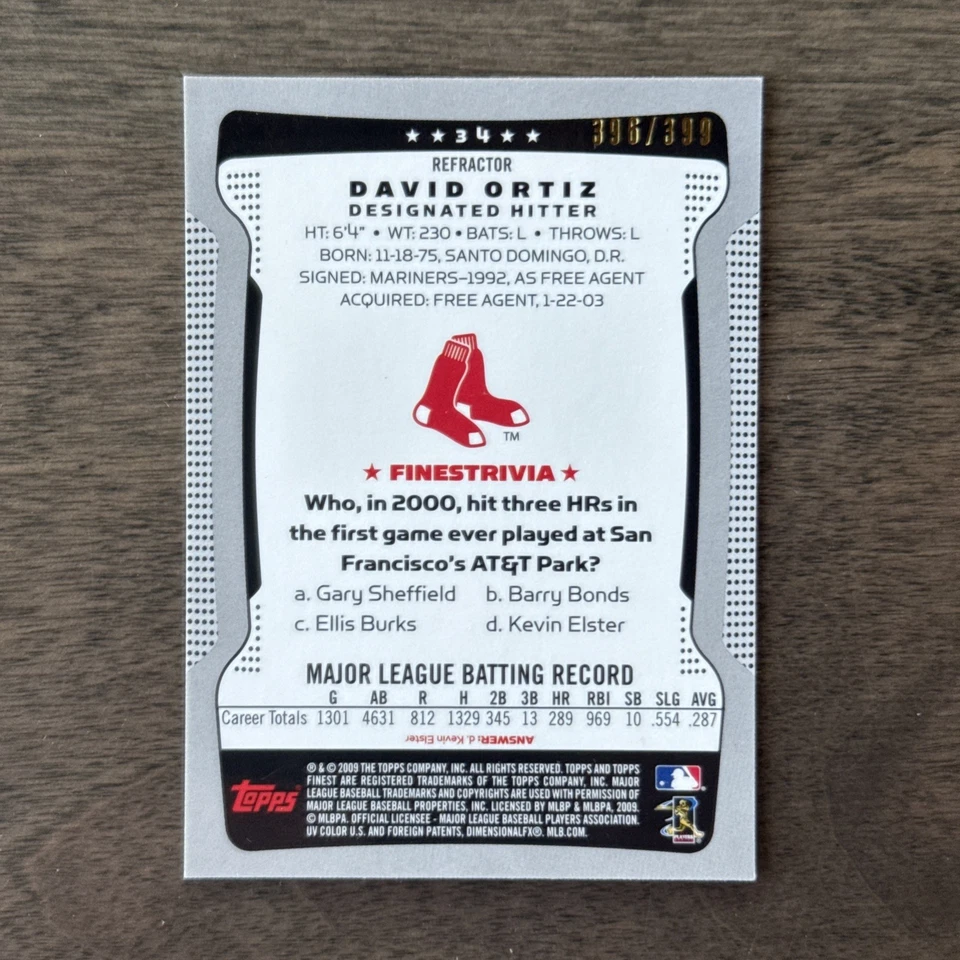 ★ ★ 34 ★ ★ 396/399
REFRACTOR
DAVID ORTIZ
DESIGNATED HITTER
HT: 6'4" • WT: 230 • BATS: L • THROWS: L
BORN: 11-18-75, SANTO DOMINGO, D.R.
SIGNED: MARINERS–1992, AS FREE AGENT
ACQUIRED: FREE AGENT, 1-22-03
TM
★ FINESTRIVIA ★
Who, in 2000, hit three HRs in
the first game ever played at San
Francisco's AT&T Park?
a. Gary Sheffield b. Barry Bonds
c. Ellis Burks d. Kevin Elster
MAJOR LEAGUE BATTING RECORD
G AB R H 2B 3B HR RBI SB SLG AVG
Career Totals 1301 4631 812 1329 345 13 289 969 10 .554 .287
ANSWER: d. Kevin Elster
Topps
® & © 2009 THE TOPPS COMPANY, INC. ALL RIGHTS RESERVED. TOPPS AND TOPPS
FINEST ARE REGISTERED TRADEMARKS OF THE TOPPS COMPANY, INC. MAJOR
LEAGUE BASEBALL TRADEMARKS AND COPYRIGHTS ARE USED WITH PERMISSION OF
MAJOR LEAGUE BASEBALL PROPERTIES, INC. LICENSED BY MLBP & MLBPA, 2009.
© MLBPA. OFFICIAL LICENSEE - MAJOR LEAGUE BASEBALL PLAYERS ASSOCIATION.
UV COLOR U.S. AND FOREIGN PATENTS, DIMENSIONALFX®. MLB.COM.